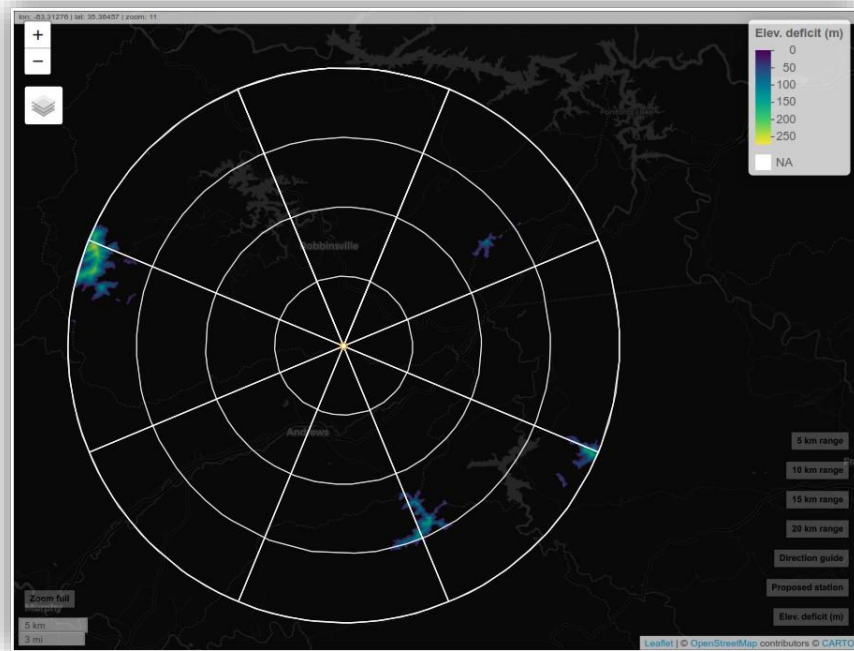 lon: -83.31276 | lat: 35.36457 | zoom: 11
+
−
Elev. deficit (m)
0
50
100
150
200
250
NA
Robbinsville
Andrews
5 km range
10 km range
15 km range
20 km range
Direction guide
Proposed station
Elev. deficit (m)
Zoom full
Murphy
5 km
3 mi
Leaflet | © OpenStreetMap contributors © CARTO